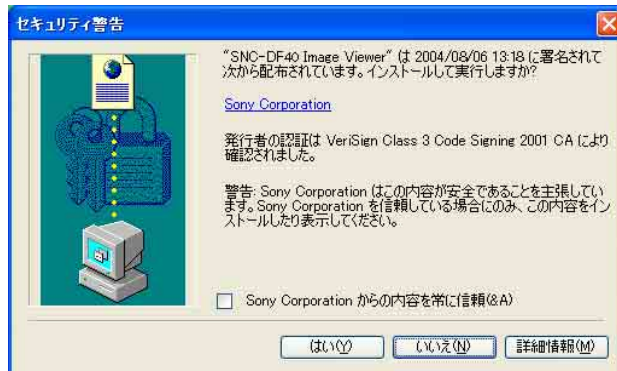 セキュリティ警告
"SNC-DF40 Image Viewer" は 2004/08/06 13:18 に署名されて
次から配布されています。インストールして実行しますか?
Sony Corporation
発行者の認証は VeriSign Class 3 Code Signing 2001 CA により
確認されました。
警告: Sony Corporation はこの内容が安全であることを主張してい
ます。Sony Corporation を信頼している場合にのみ、この内容をイン
ストールしたり表示してください。
Sony Corporation からの内容を常に信頼(&A)
はい(Y) いいえ(N) 詳細情報(M)